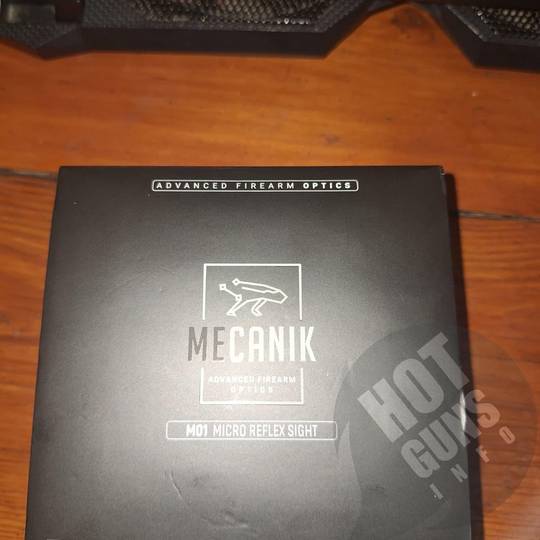 ADVANCED FIREARM OPTICS
MECANIK
ADVANCED FIREARM
OPTICS
M01 MICRO REFLEX SIGHT
HOT
GUNS
INFO